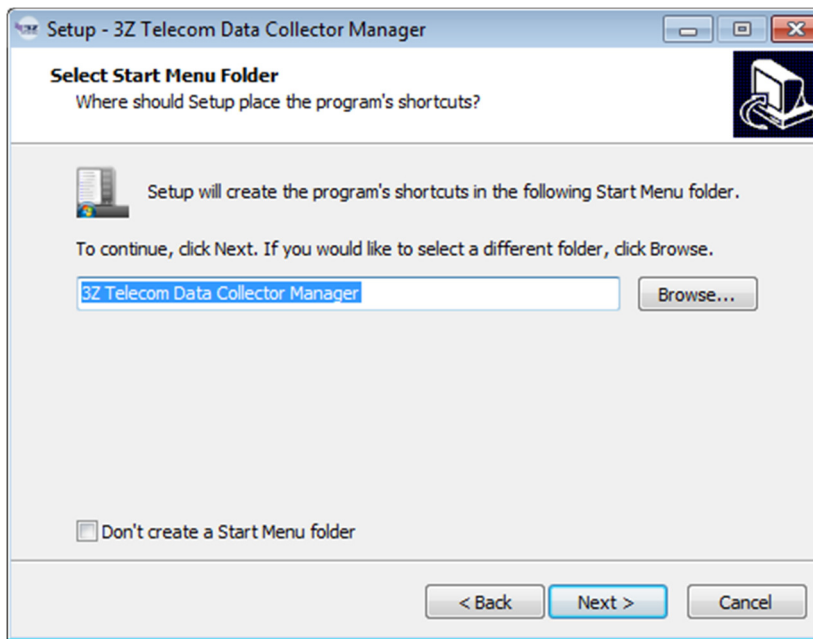 Setup - 3Z Telecom Data Collector Manager
Select Start Menu Folder
Where should Setup place the program's shortcuts?
Setup will create the program's shortcuts in the following Start Menu folder.
To continue, click Next. If you would like to select a different folder, click Browse.
3Z Telecom Data Collector Manager
Browse...
Don't create a Start Menu folder
< Back
Next >
Cancel